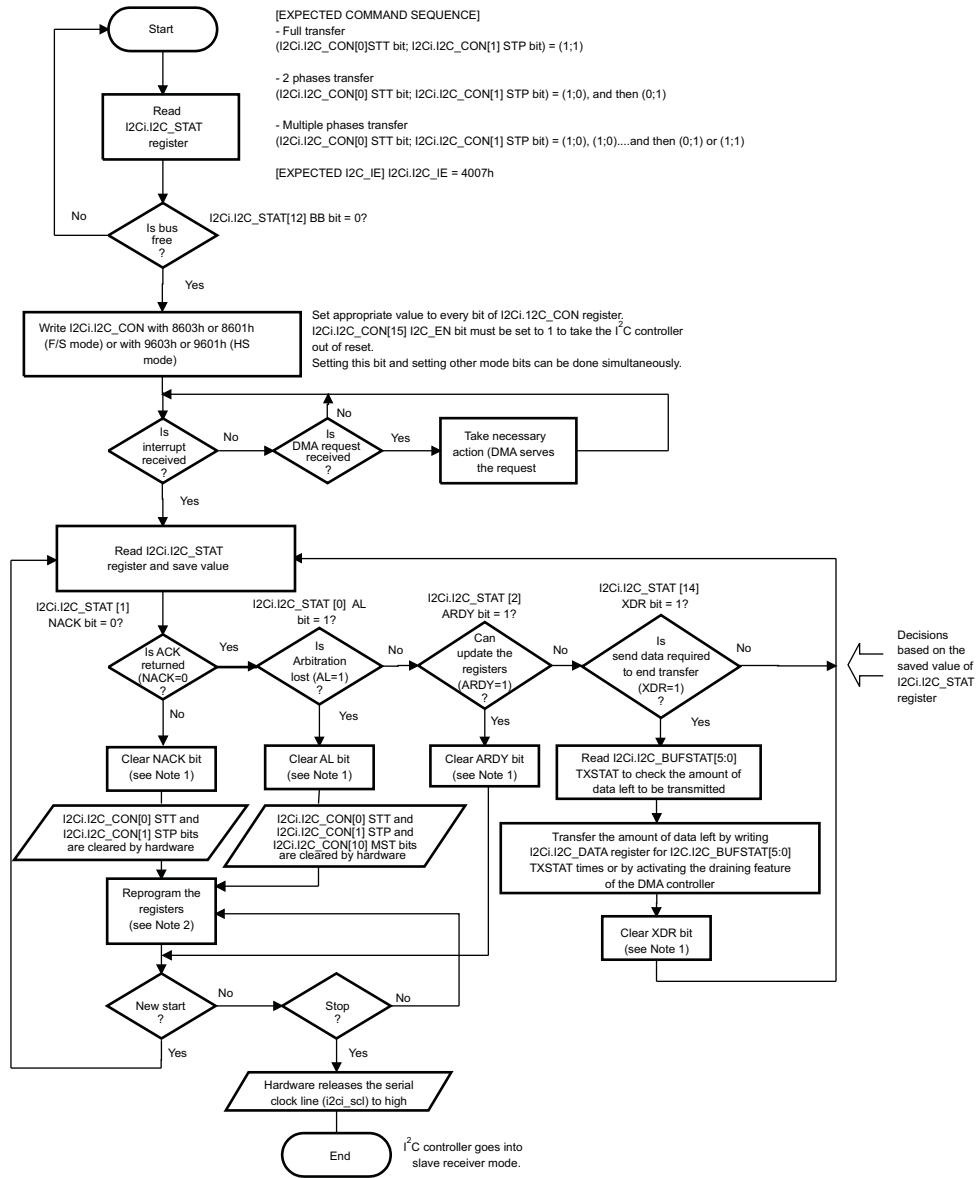 Start
[EXPECTED COMMAND SEQUENCE]
- Full transfer
(I2Ci.I2C_CON[0]STT bit; I2Ci.I2C_CON[1] STP bit) = (1;1)
- 2 phases transfer
(I2Ci.I2C_CON[0] STT bit; I2Ci.I2C_CON[1] STP bit) = (1;0), and then (0;1)
- Multiple phases transfer
(I2Ci.I2C_CON[0] STT bit; I2Ci.I2C_CON[1] STP bit) = (1;0), (1;0)....and then (0;1) or (1;1)
[EXPECTED I2C_IE] I2Ci.I2C_IE = 4007h
Read
I2Ci.I2C_STAT
register
No
I2Ci.I2C_STAT[12] BB bit = 0?
Is bus
free
?
Yes
Write I2Ci.I2C_CON with 8603h or 8601h
(F/S mode) or with 9603h or 9601h (HS
mode)
Set appropriate value to every bit of I2Ci.12C_CON register.
I2Ci.I2C_CON[15] I2C_EN bit must be set to 1 to take the I2C controller
out of reset.
Setting this bit and setting other mode bits can be done simultaneously.
Is
interrupt
received
?
No
Is
DMA request
received
?
No
Yes
Take necessary
action (DMA serves
the request
Yes
Read I2Ci.I2C_STAT
register and save value
I2Ci.I2C_STAT [1]
NACK bit = 0?
I2Ci.I2C_STAT [0] AL
bit = 1?
I2Ci.I2C_STAT [2]
ARDY bit = 1?
I2Ci.I2C_STAT [14]
XDR bit = 1?
Is ACK
returned
(NACK=0
?
Yes
Is
Arbitration
lost (AL=1)
?
No
Can
update the
registers
(ARDY=1)
?
No
Is
send data required
to end transfer
(XDR=1)
?
No
Decisions
based on the
saved value of
I2Ci.I2C_STAT
register
No
Yes
Yes
Yes
Clear NACK bit
(see Note 1)
Clear AL bit
(see Note 1)
Clear ARDY bit
(see Note 1)
Read I2Ci.I2C_BUFSTAT[5:0]
TXSTAT to check the amount of
data left to be transmitted
I2Ci.I2C_CON[0] STT and
I2Ci.I2C_CON[1] STP bits
are cleared by hardware
I2Ci.I2C_CON[0] STT and
I2Ci.I2C_CON[1] STP and
I2Ci.I2C_CON[10] MST bits
are cleared by hardware
Transfer the amount of data left by writing
I2Ci.I2C_DATA register for I2C.I2C_BUFSTAT[5:0]
TXSTAT times or by activating the draining feature
of the DMA controller
Reprogram the
registers
(see Note 2)
Clear XDR bit
(see Note 1)
New start
?
No
Stop
?
No
Yes
Yes
Hardware releases the serial
clock line (i2ci_scl) to high
End
I2C controller goes into
slave receiver mode.